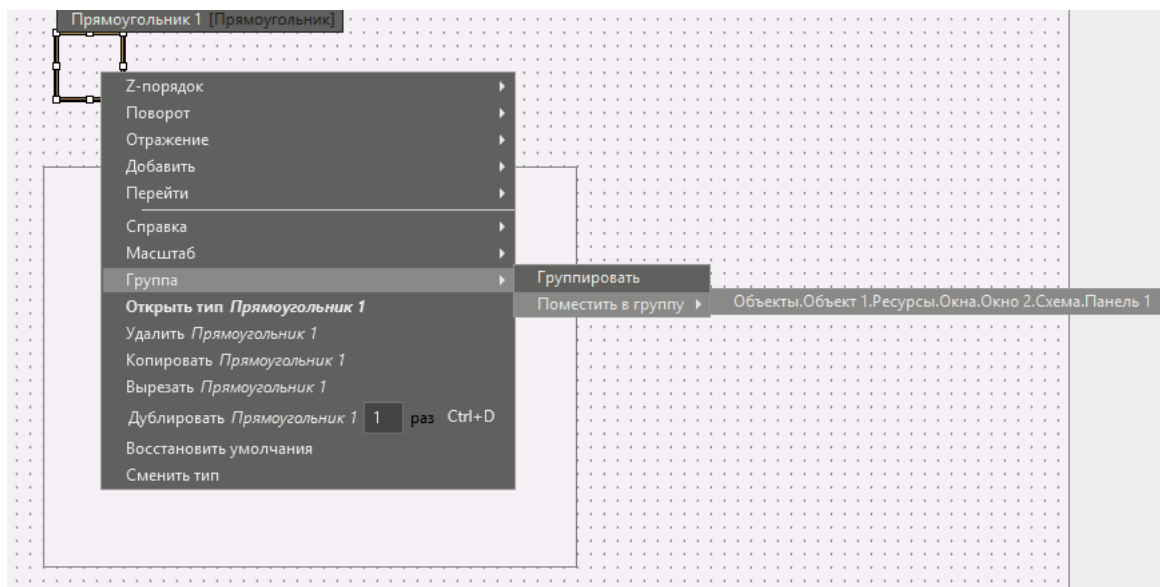 Прямоугольник 1 [Прямоугольник]
Z-порядок
Поворот
Отражение
Добавить
Перейти
Справка
Масштаб
Группа
Группировать
Открыть тип Прямоугольник 1
Поместить в группу
Объекты.Объект 1.Ресурсы.Окна.Окно 2.Схема.Панель 1
Удалить Прямоугольник 1
Копировать Прямоугольник 1
Вырезать Прямоугольник 1
Дублировать Прямоугольник 1 1 раз Ctrl+D
Восстановить умолчания
Сменить тип